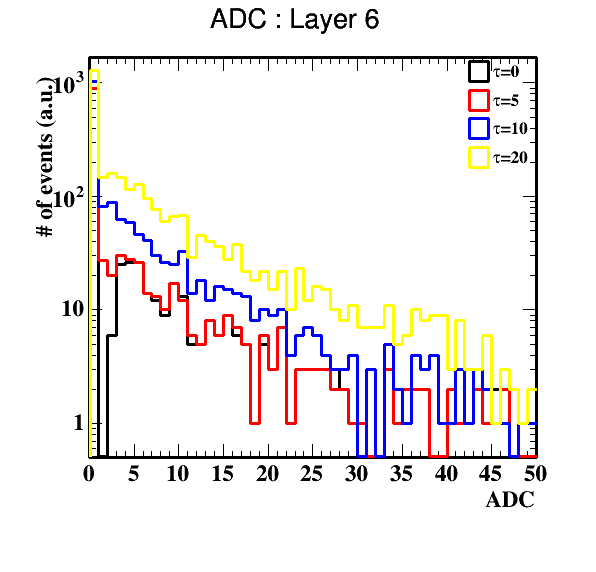 ADC : Layer 6
# of events (a.u.)
10³
10²
10
1
τ=0
τ=5
τ=10
τ=20
0 5 10 15 20 25 30 35 40 45 50
ADC